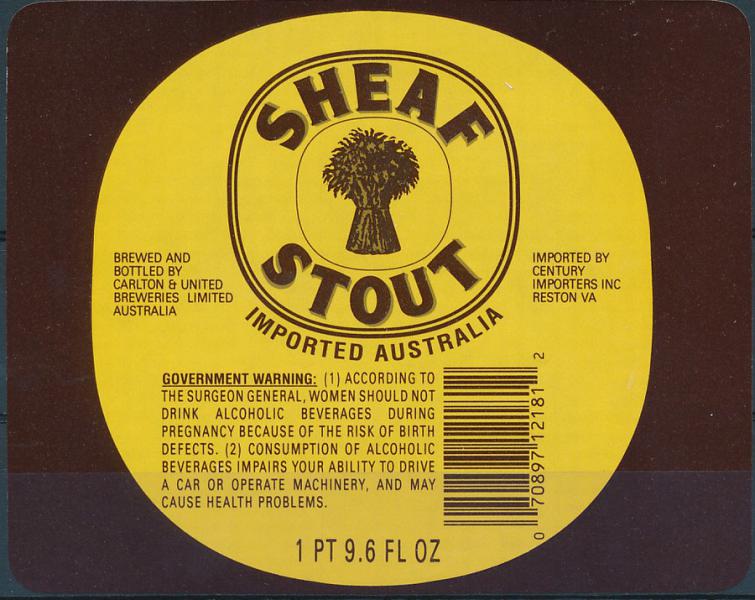 SHEAF
STOUT
IMPORTED AUSTRALIA
BREWED AND
BOTTLED BY
CARLTON & UNITED
BREWERIES LIMITED
AUSTRALIA
IMPORTED BY
CENTURY
IMPORTERS INC
RESTON VA
GOVERNMENT WARNING: (1) ACCORDING TO
THE SURGEON GENERAL, WOMEN SHOULD NOT
DRINK ALCOHOLIC BEVERAGES DURING
PREGNANCY BECAUSE OF THE RISK OF BIRTH
DEFECTS. (2) CONSUMPTION OF ALCOHOLIC
BEVERAGES IMPAIRS YOUR ABILITY TO DRIVE
A CAR OR OPERATE MACHINERY, AND MAY
CAUSE HEALTH PROBLEMS.
0 70897 12181 2
1 PT 9.6 FL OZ